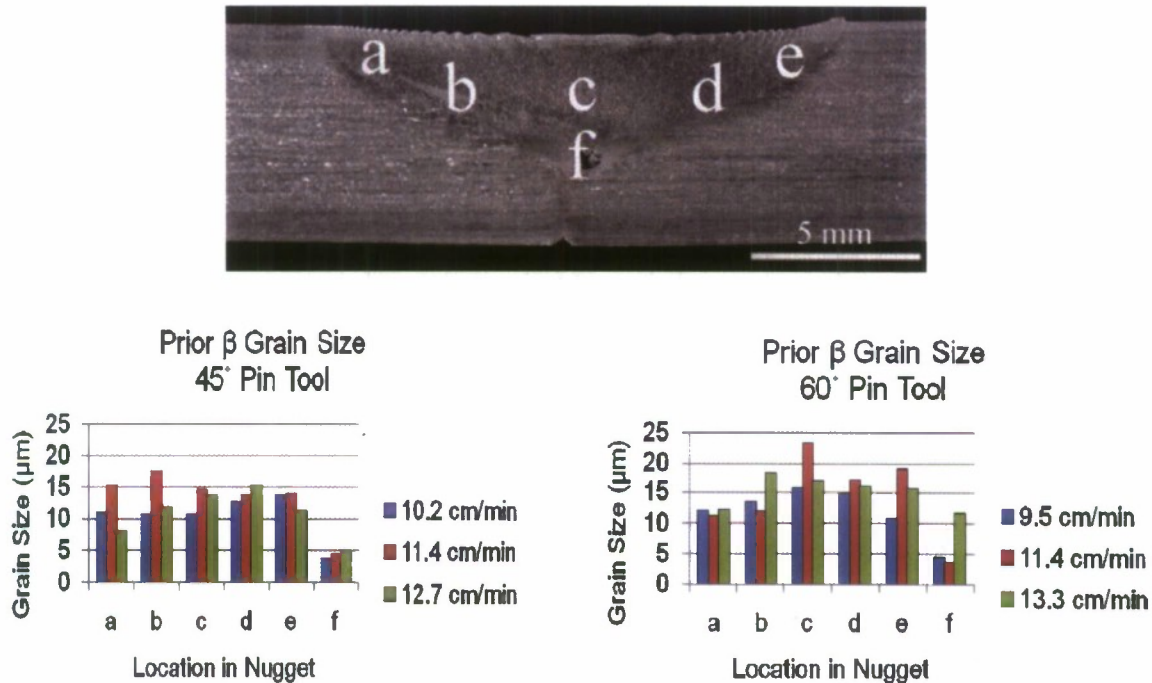 a
b
c
d
e
f
5 mm
Prior β Grain Size
45° Pin Tool
Grain Size (μm)
25
20
15
10
5
0
a b c d e f
Location in Nugget
10.2 cm/min
11.4 cm/min
12.7 cm/min
Prior β Grain Size
60° Pin Tool
Grain Size (μm)
25
20
15
10
5
0
a b c d e f
Location in Nugget
9.5 cm/min
11.4 cm/min
13.3 cm/min